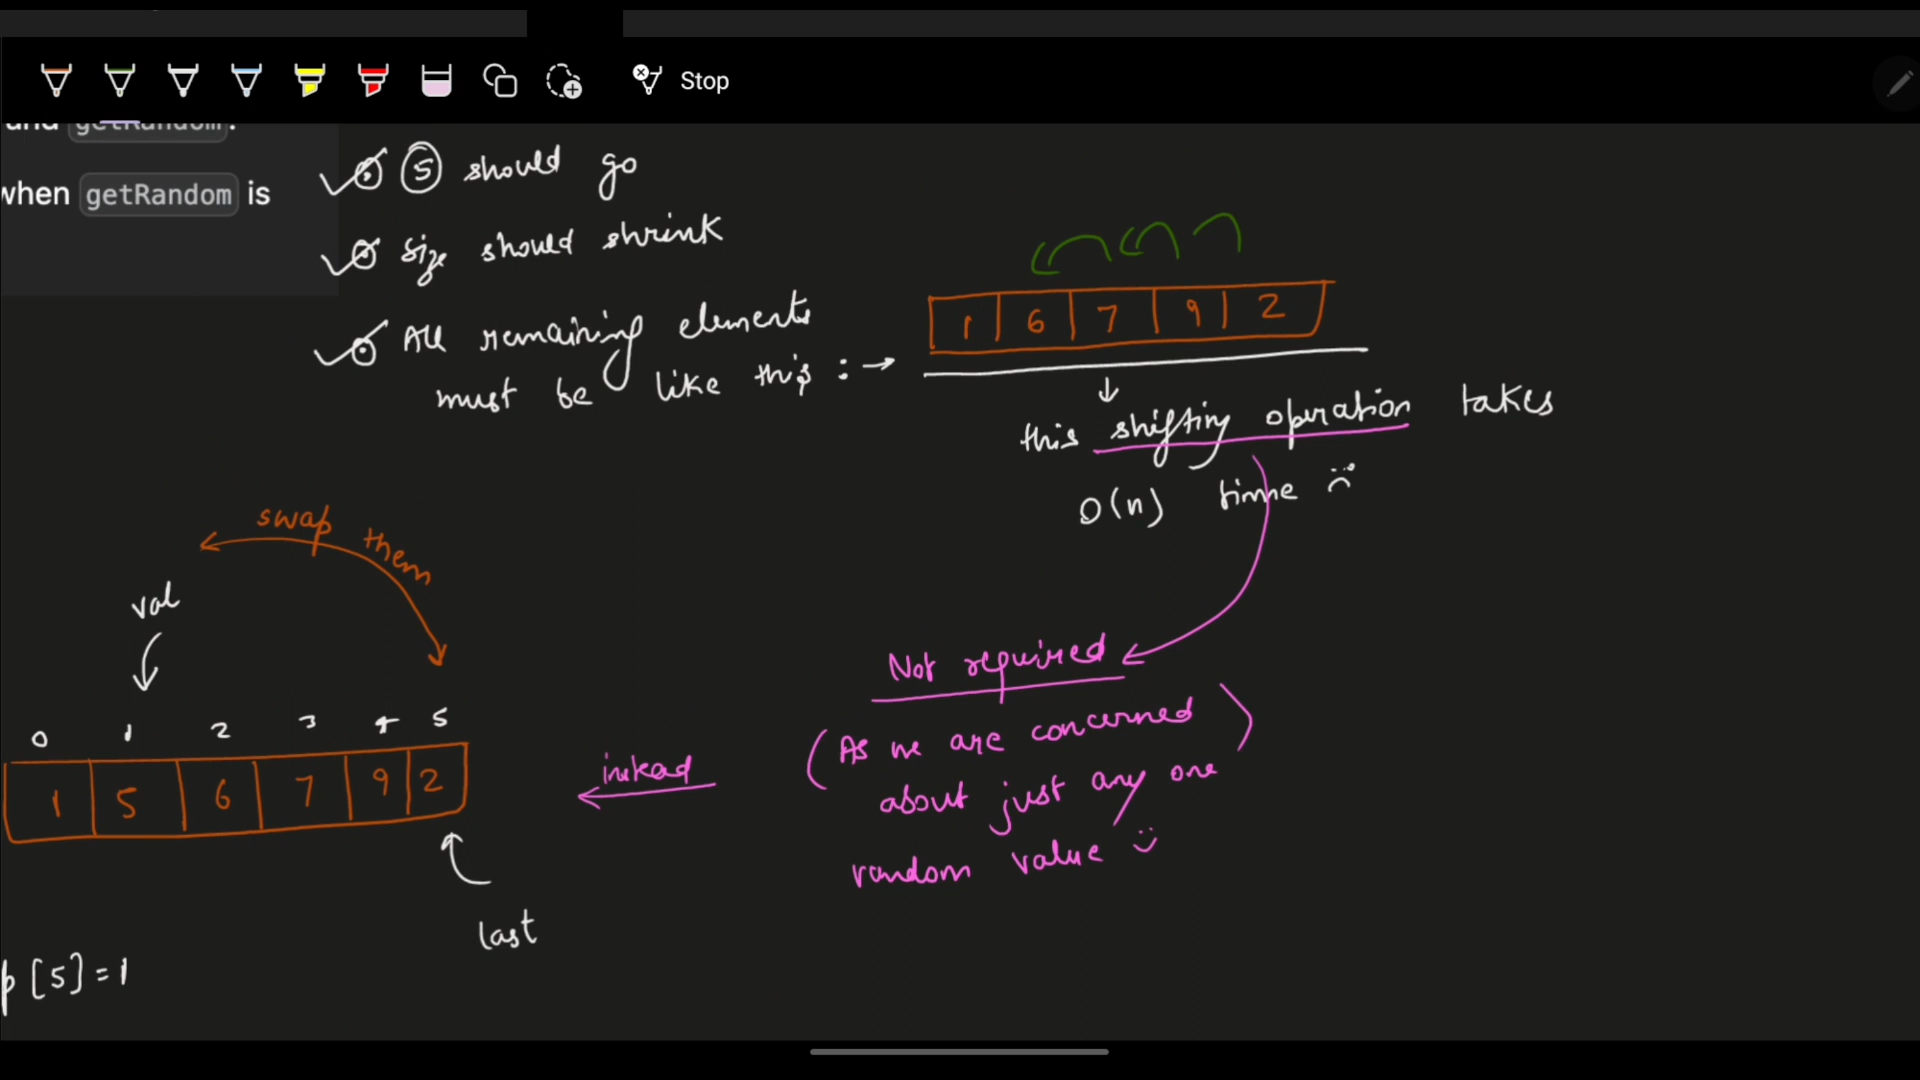 Stop
and getRandom.
when getRandom is
5 should go
Size should shrink
All remaining elements
must be like this : →
1 6 7 9 2
this shifting operation takes
O(n) time
swap them
val
0 1 2 3 4 5
1 5 6 7 9 2
last
p[5]=1
Not required
(As we are concerned
about just any one
random value)
instead